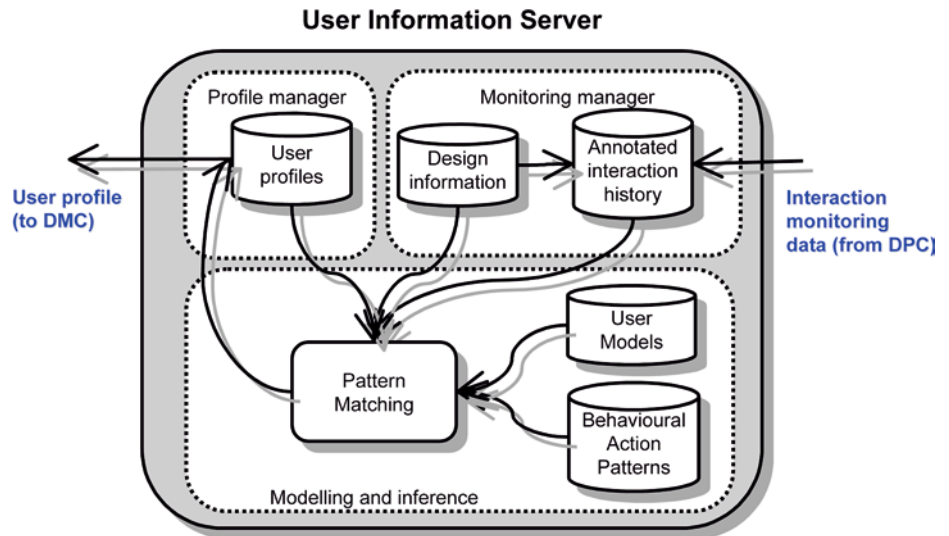 User Information Server
Profile manager
User
profiles
Monitoring manager
Design
information
Annotated
interaction
history
User profile
(to DMC)
Interaction
monitoring
data (from DPC)
Pattern
Matching
User
Models
Behavioural
Action
Patterns
Modelling and inference